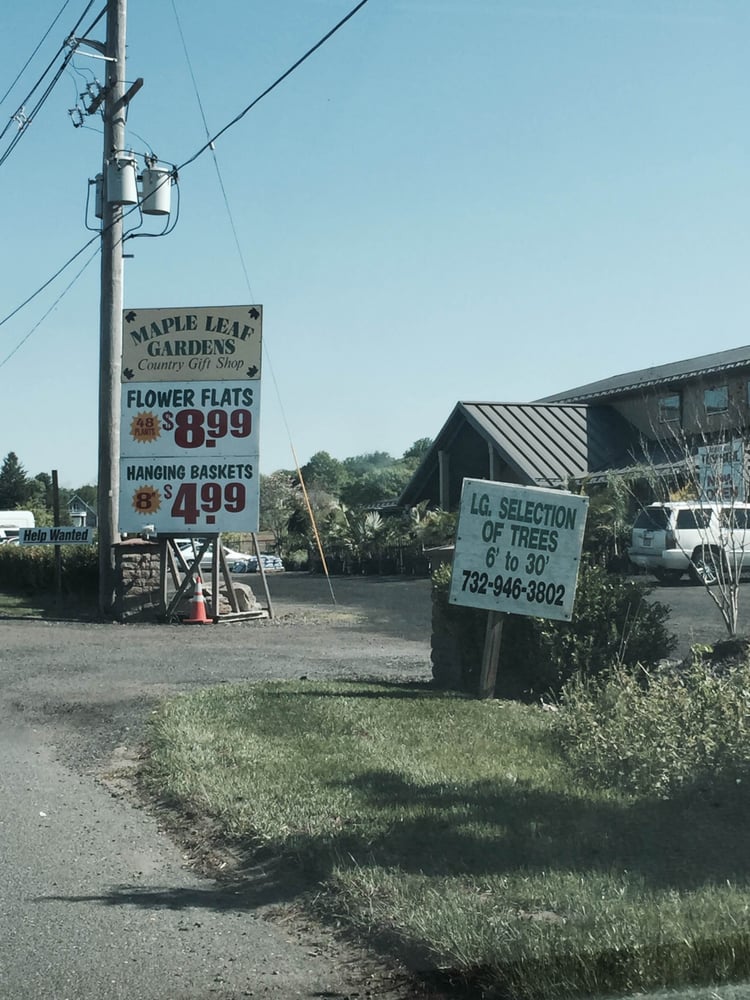 MAPLE LEAF
GARDENS
Country Gift Shop
FLOWER FLATS
48
PLANTS
$8.99
HANGING BASKETS
8"
$4.99
Help Wanted
LG. SELECTION
OF TREES
6' to 30'
732-946-3802